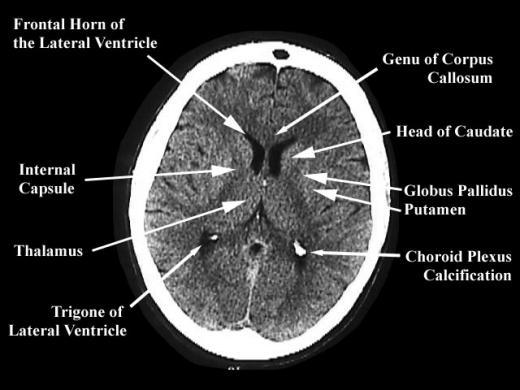 Frontal Horn of
the Lateral Ventricle
Genu of Corpus
Callosum
Head of Caudate
Internal
Capsule
Globus Pallidus
Putamen
Thalamus
Choroid Plexus
Calcification
Trigone of
Lateral Ventricle